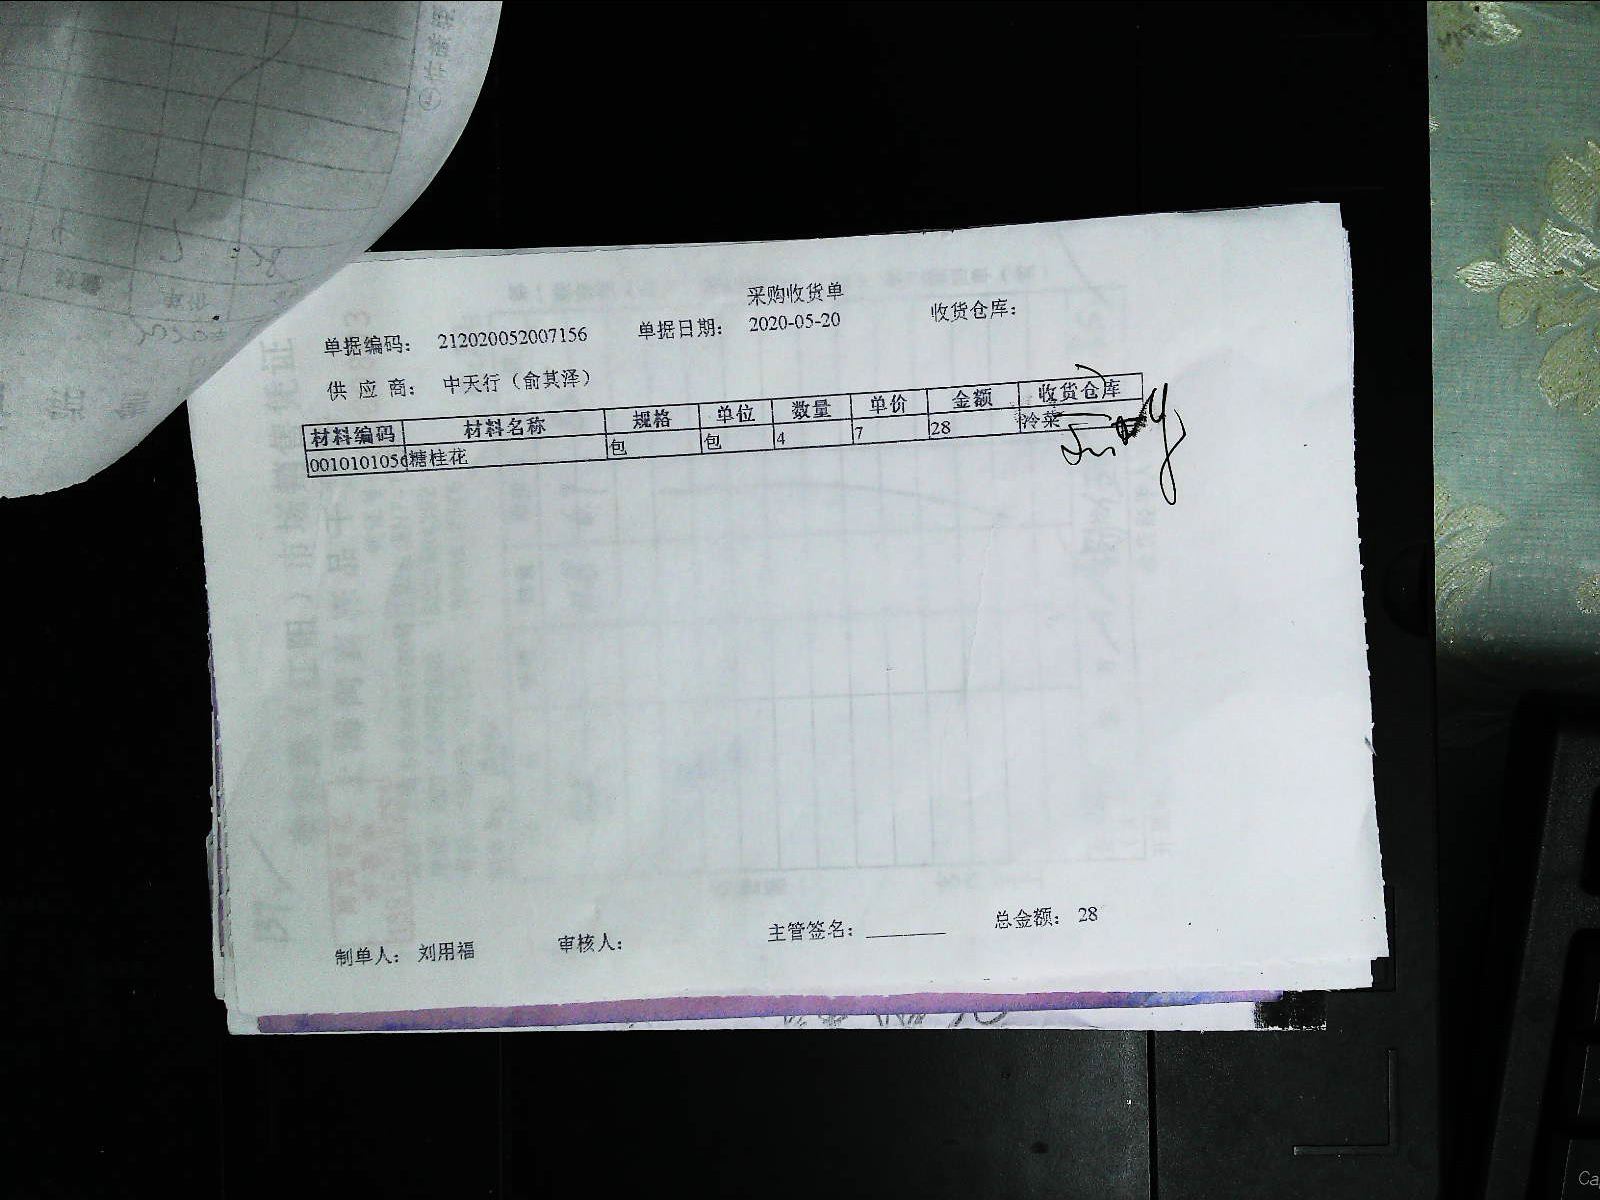 采购收货单
单据编码： 212020052007156 单据日期： 2020-05-20 收货仓库：
供 应 商： 中天行（俞其泽）
材料编码 材料名称 规格 单位 数量 单价 金额 收货仓库
001010105 糖桂花 包 包 4 7 28 冷菜
制单人： 刘用福 审核人： 主管签名：________ 总金额： 28